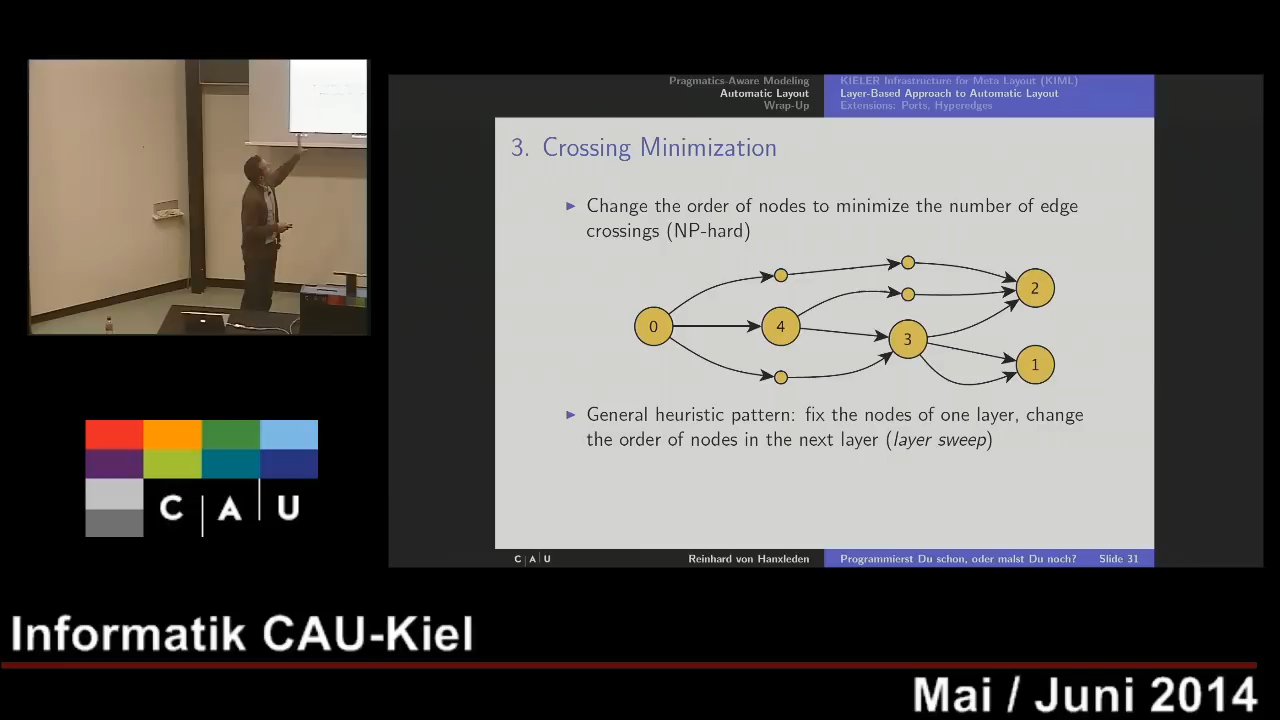 Pragmatics-Aware Modeling
Automatic Layout
Wrap-Up
KIELER Infrastructure for Meta Layout (KIML)
Layer-Based Approach to Automatic Layout
Extensions: Ports, Hyperedges
3. Crossing Minimization
Change the order of nodes to minimize the number of edge
crossings (NP-hard)
0
4
3
2
1
General heuristic pattern: fix the nodes of one layer, change
the order of nodes in the next layer (layer sweep)
C A U
Reinhard von Hanxleden
Programmierst Du schon, oder malst Du noch?
Slide 31
C A U
Informatik CAU-Kiel
Mai / Juni 2014